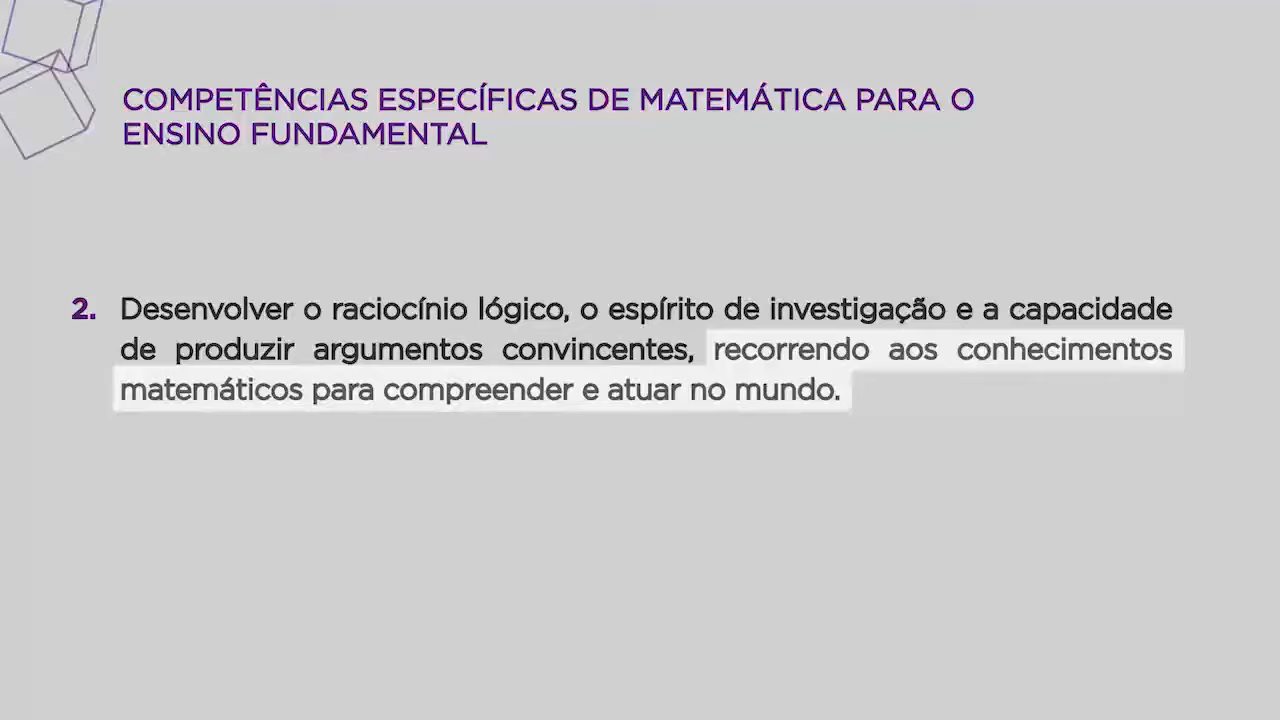 COMPETÊNCIAS ESPECÍFICAS DE MATEMÁTICA PARA O
ENSINO FUNDAMENTAL
2. Desenvolver o raciocínio lógico, o espírito de investigação e a capacidade
de produzir argumentos convincentes, recorrendo aos conhecimentos
matemáticos para compreender e atuar no mundo.